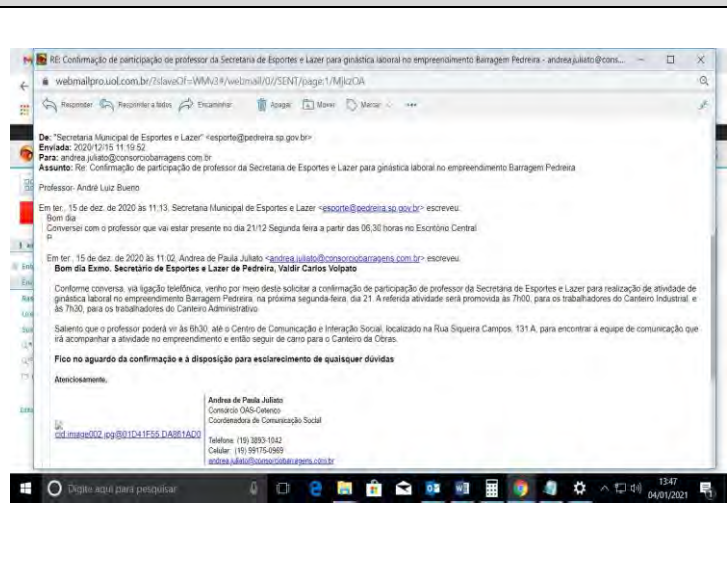 RE: Confirmação de participação de professor da Secretaria de Esportes e Lazer para ginástica laboral no empreendimento Barragem Pedreira - andrea.juliato@cons...
webmailpro.uol.com.br/?slaveOf=WMv3#/webmail/0//SENT/page:1/MjkzOA
Responder Responder a todos Encaminhar Apagar Mover Marcar
De: "Secretaria Municipal de Esportes e Lazer" <esporte@pedreira.sp.gov.br>
Enviada: 2020/12/15 11:19:52
Para: andrea.juliato@consorciobarragens.com.br
Assunto: Re: Confirmação de participação de professor da Secretaria de Esportes e Lazer para ginástica laboral no empreendimento Barragem Pedreira
Professor- André Luiz Bueno
Em ter., 15 de dez. de 2020 às 11:13, Secretaria Municipal de Esportes e Lazer <esporte@pedreira.sp.gov.br> escreveu:
Bom dia
Conversei com o professor que vai estar presente no dia 21/12 Segunda feira a partir das 06,30 horas no Escritório Central
Em ter., 15 de dez. de 2020 às 11:02, Andrea de Paula Juliato <andrea.juliato@consorciobarragens.com.br> escreveu:
Bom dia Exmo. Secretário de Esportes e Lazer de Pedreira, Valdir Carlos Volpato
Conforme conversa, via ligação telefônica, venho por meio deste solicitar a confirmação de participação de professor da Secretaria de Esportes e Lazer para realização de atividade de
ginástica laboral no empreendimento Barragem Pedreira, na próxima segunda-feira, dia 21. A referida atividade será promovida às 7h00, para os trabalhadores do Canteiro Industrial, e
às 7h30, para os trabalhadores do Canteiro Administrativo.
Saliento que o professor poderá vir às 6h30, até o Centro de Comunicação e Interação Social, localizado na Rua Siqueira Campos, 131 A, para encontrar a equipe de comunicação que
irá acompanhar a atividade no empreendimento e então seguir de carro para o Canteiro da Obras.
Fico no aguardo da confirmação e à disposição para esclarecimento de quaisquer dúvidas
Atenciosamente,
Andrea de Paula Juliato
Consórcio OAS-Cetenco
Coordenadora de Comunicação Social
cid:image002.jpg@01D41F55.DA861AD0
Telefone: (19) 3893-1042
Celular: (19) 99175-0969
andrea.juliato@consorciobarragens.com.br
Digite aqui para pesquisar
13:47
04/01/2021